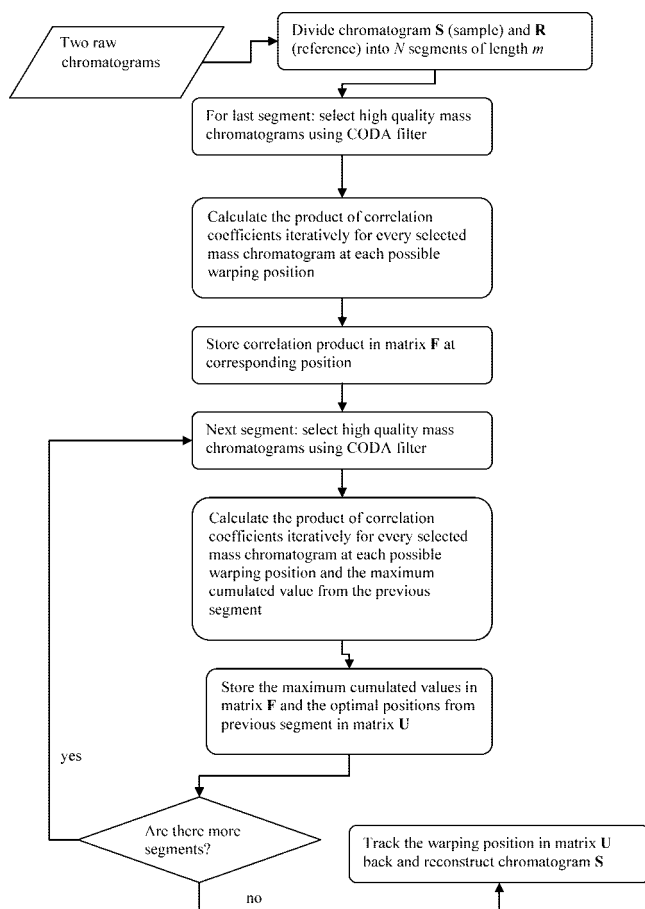 Two raw
chromatograms
Divide chromatogram S (sample) and R
(reference) into N segments of length m
For last segment: select high quality mass
chromatograms using CODA filter
Calculate the product of correlation
coefficients iteratively for every selected
mass chromatogram at each possible
warping position
Store correlation product in matrix F at
corresponding position
Next segment: select high quality mass
chromatograms using CODA filter
Calculate the product of correlation
coefficients iteratively for every selected
mass chromatogram at each possible
warping position and the maximum
cumulated value from the previous
segment
Store the maximum cumulated values in
matrix F and the optimal positions from
previous segment in matrix U
yes
Are there more
segments?
no
Track the warping position in matrix U
back and reconstruct chromatogram S